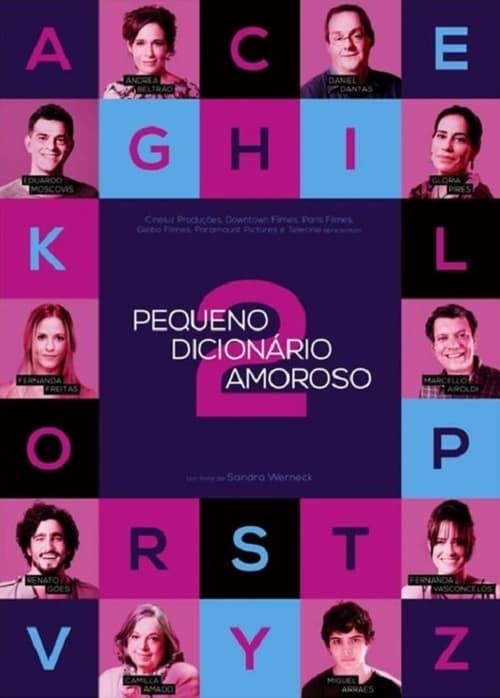 A
ANDREA
BELTRÃO
C
DANIEL
DANTAS
E
EDUARDO
MOSCOVIS
G
H
I
GLORIA
PIRES
K
Cineluz Produções, Downtown Filmes, Paris Filmes,
Globo Filmes, Paramount Pictures e Telecine apresentam
L
2
PEQUENO
DICIONÁRIO
AMOROSO
FERNANDA
FREITAS
MARCELLO
AIROLDI
O
um filme de Sandra Werneck
P
RENATO
GÓES
R
S
T
FERNANDA
VASCONCELOS
V
CAMILLA
AMADO
Y
MIGUEL
ARRAES
Z